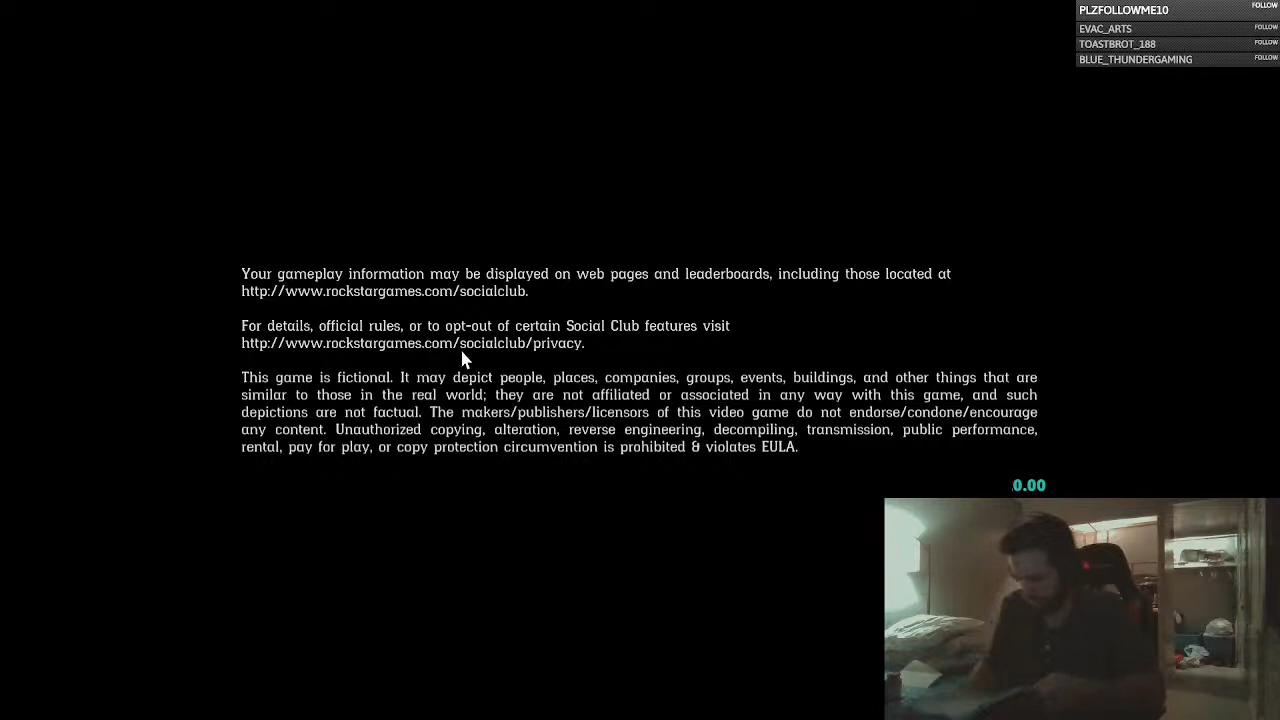 PLZFOLLOWME10 FOLLOW
EVAC_ARTS FOLLOW
TOASTBROT_188 FOLLOW
BLUE_THUNDERGAMING FOLLOW
Your gameplay information may be displayed on web pages and leaderboards, including those located at
http://www.rockstargames.com/socialclub.
For details, official rules, or to opt-out of certain Social Club features visit
http://www.rockstargames.com/socialclub/privacy.
This game is fictional. It may depict people, places, companies, groups, events, buildings, and other things that are
similar to those in the real world; they are not affiliated or associated in any way with this game, and such
depictions are not factual. The makers/publishers/licensors of this video game do not endorse/condone/encourage
any content. Unauthorized copying, alteration, reverse engineering, decompiling, transmission, public performance,
rental, pay for play, or copy protection circumvention is prohibited & violates EULA.
0.00